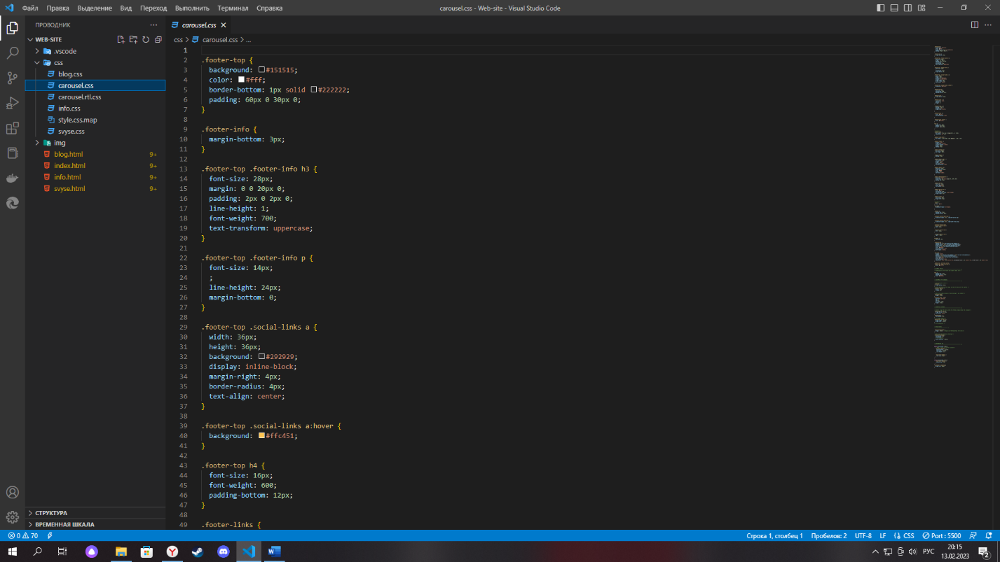 Файл Правка Выделение Вид Переход Выполнить Терминал Справка
carousel.css - Web-site - Visual Studio Code
ПРОВОДНИК
carousel.css
WEB-SITE
css > carousel.css > ...
.vscode
css
blog.css
carousel.css
carousel.rtl.css
info.css
style.css.map
svyse.css
img
blog.html 9+
index.html 9+
info.html 9+
svyse.html 9+
СТРУКТУРА
ВРЕМЕННАЯ ШКАЛА
1
2 .footer-top {
3 background: #151515;
4 color: #fff;
5 border-bottom: 1px solid #222222;
6 padding: 60px 0 30px 0;
7 }
8
9 .footer-info {
10 margin-bottom: 3px;
11 }
12
13 .footer-top .footer-info h3 {
14 font-size: 28px;
15 margin: 0 0 20px 0;
16 padding: 2px 0 2px 0;
17 line-height: 1;
18 font-weight: 700;
19 text-transform: uppercase;
20 }
21
22 .footer-top .footer-info p {
23 font-size: 14px;
24 ;
25 line-height: 24px;
26 margin-bottom: 0;
27 }
28
29 .footer-top .social-links a {
30 width: 36px;
31 height: 36px;
32 background: #292929;
33 display: inline-block;
34 margin-right: 4px;
35 border-radius: 4px;
36 text-align: center;
37 }
38
39 .footer-top .social-links a:hover {
40 background: #ffc451;
41 }
42
43 .footer-top h4 {
44 font-size: 16px;
45 font-weight: 600;
46 padding-bottom: 12px;
47 }
48
49 .footer-links {
0 70
Строка 1, столбец 1 Пробелов: 2 UTF-8 LF CSS Port : 5500
РУС
20:15
13.02.2023
2